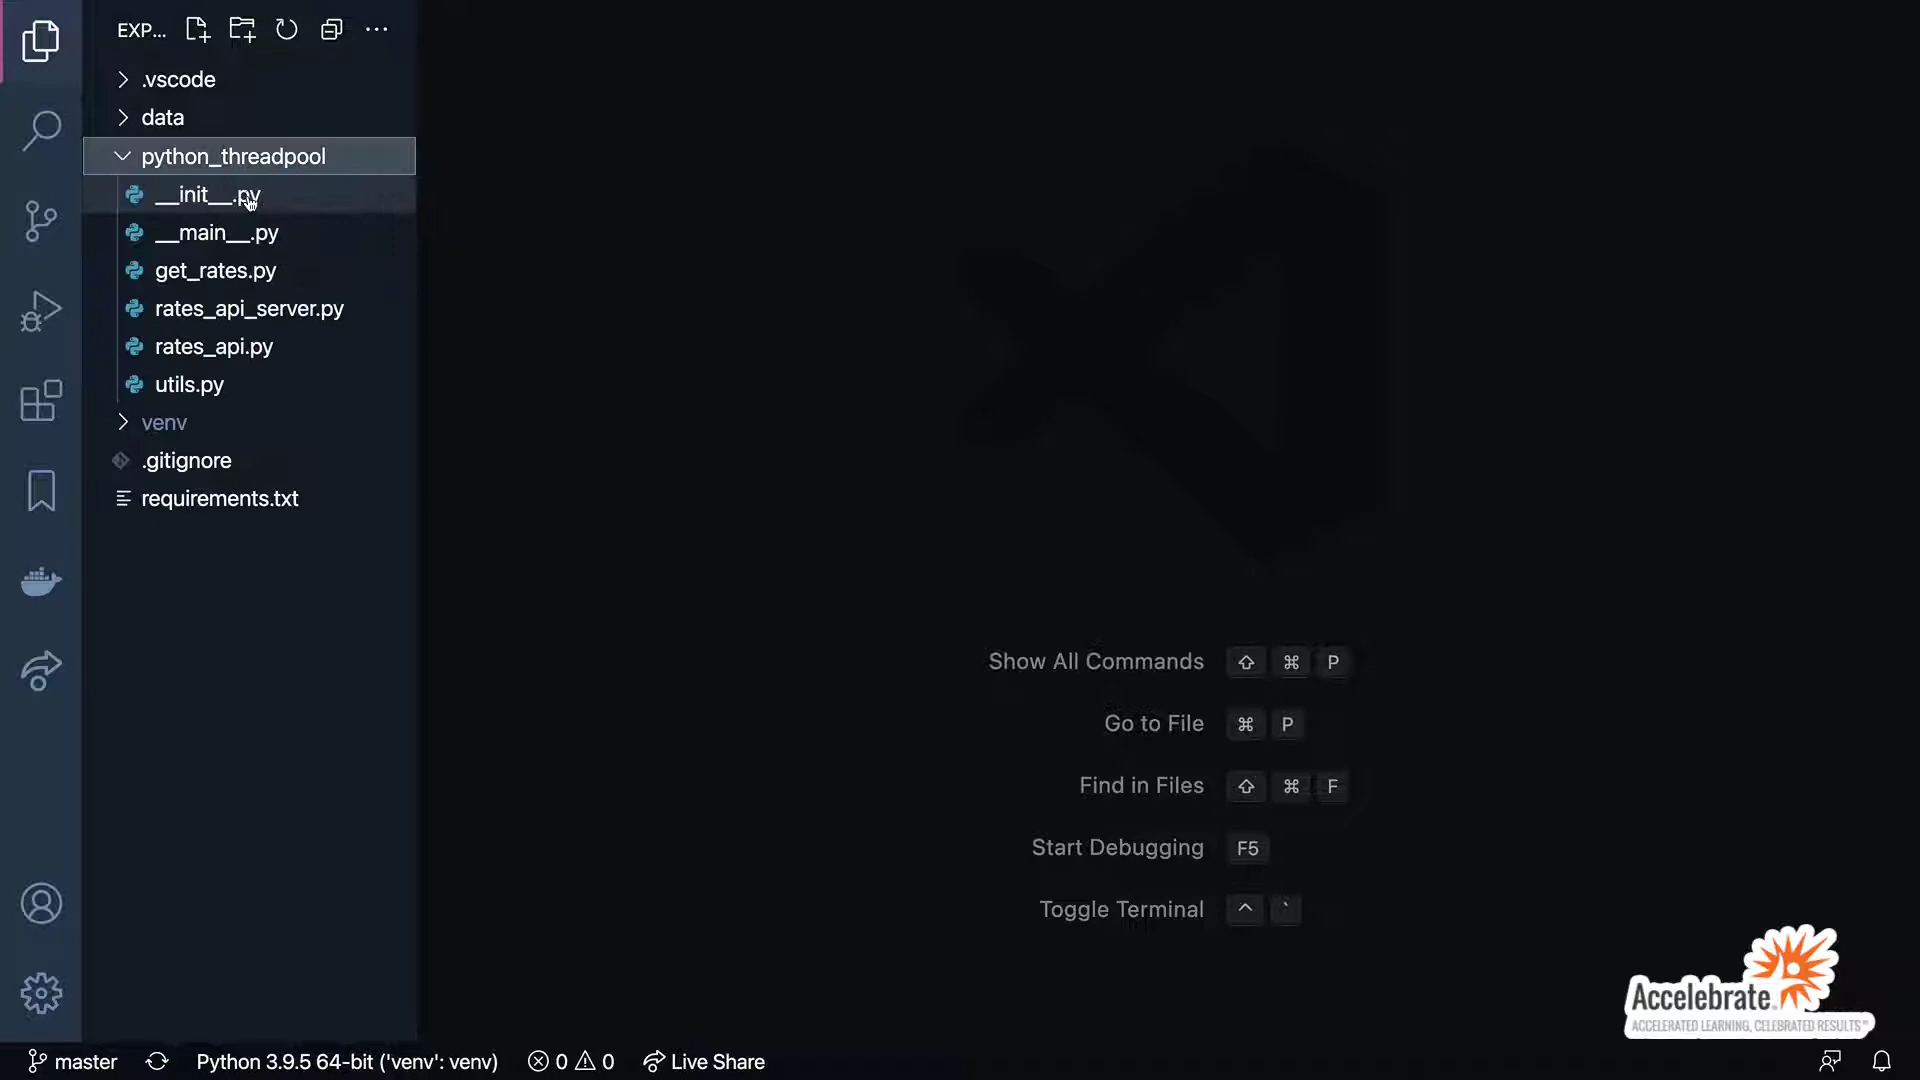 EXP...
.vscode
data
python_threadpool
__init__.py
__main__.py
get_rates.py
rates_api_server.py
rates_api.py
utils.py
venv
.gitignore
requirements.txt
Show All Commands ⇧ ⌘ P
Go to File ⌘ P
Find in Files ⇧ ⌘ F
Start Debugging F5
Toggle Terminal ^ `
Accelebrate
ACCELERATED LEARNING, CELEBRATED RESULTS™
master Python 3.9.5 64-bit ('venv': venv) 0 0 Live Share